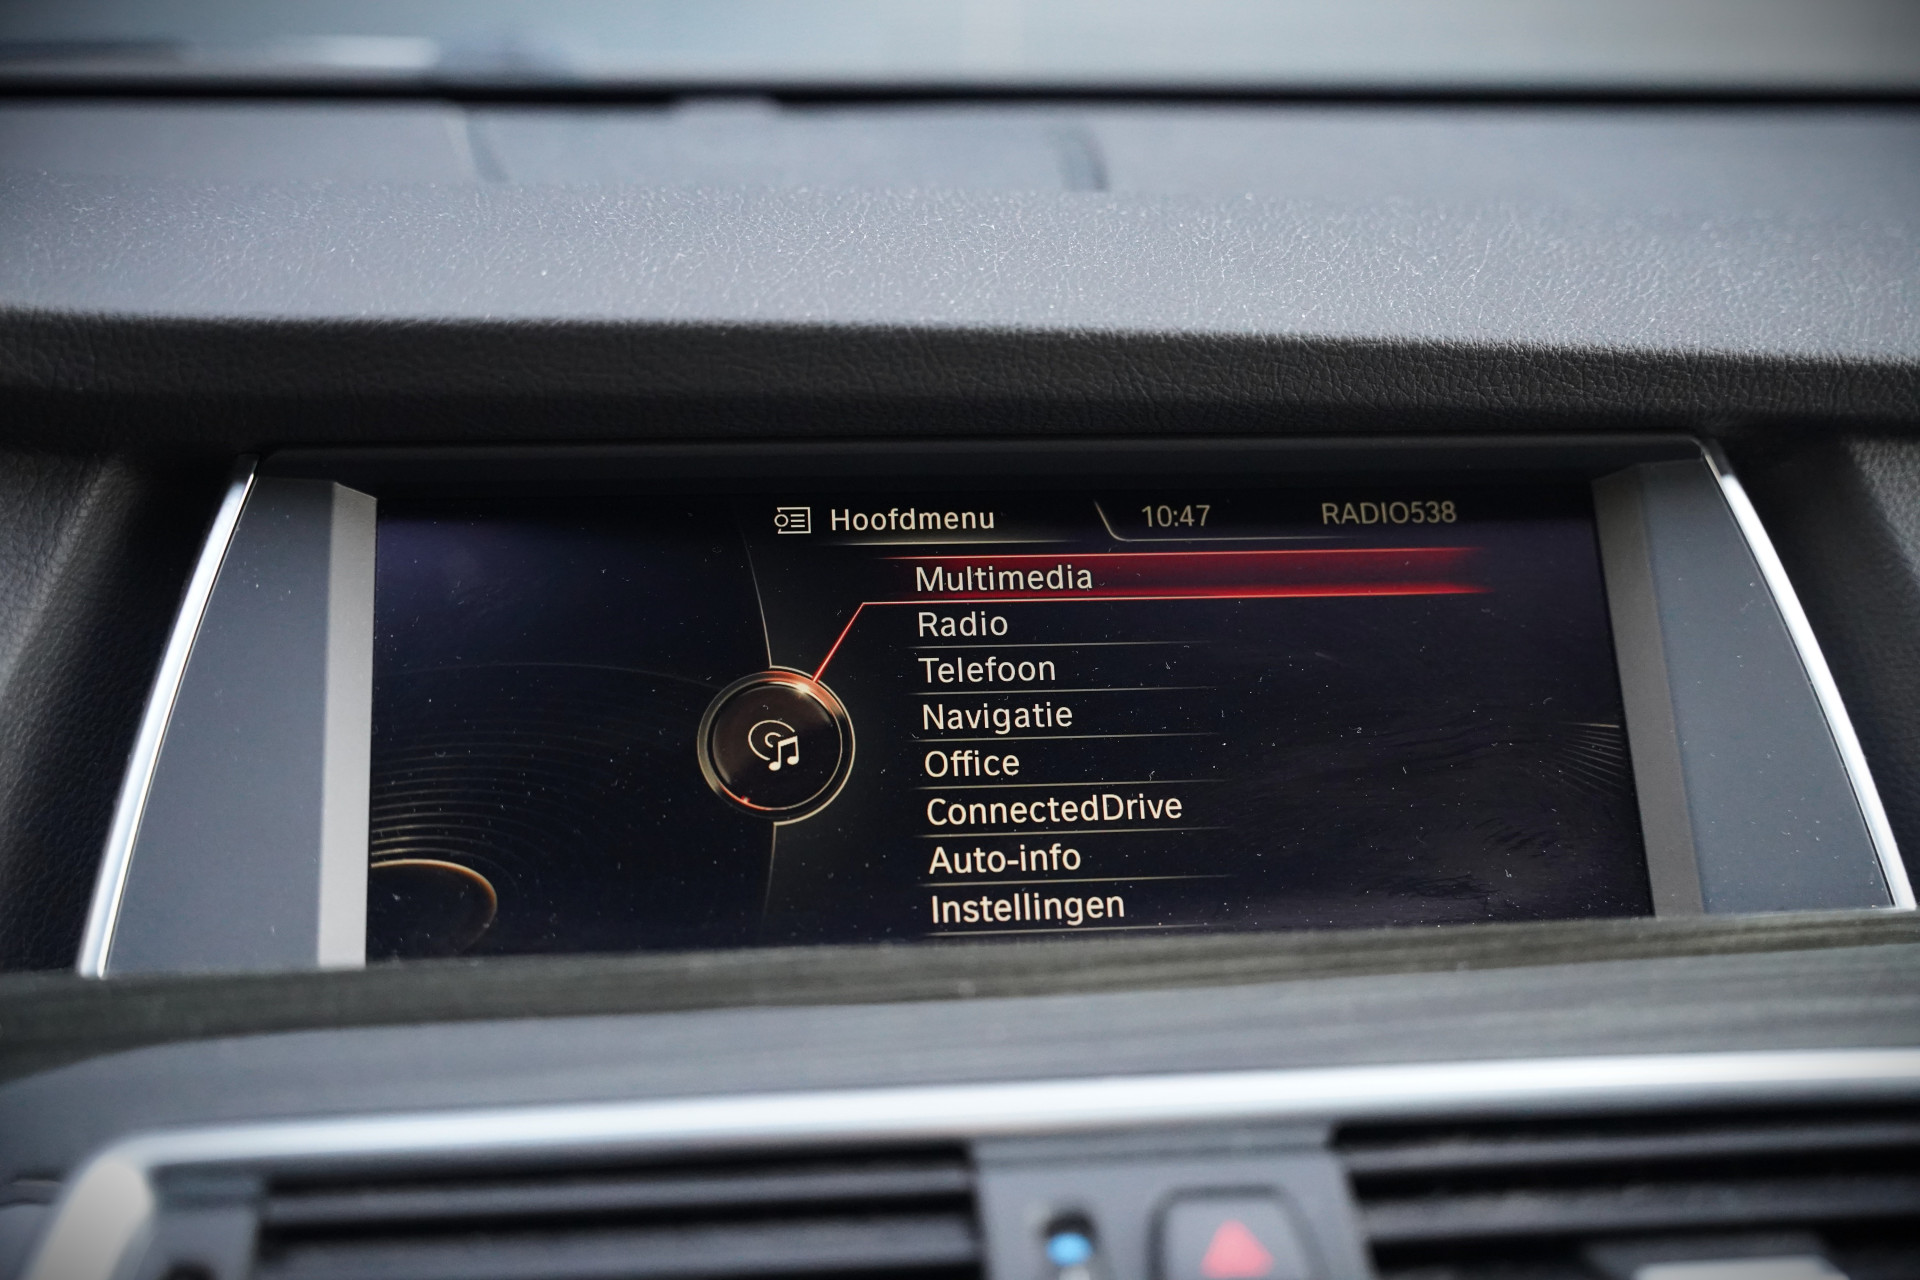 Hoofdmenu 10:47 RADIO538
Multimedia
Radio
Telefoon
Navigatie
Office
ConnectedDrive
Auto-info
Instellingen